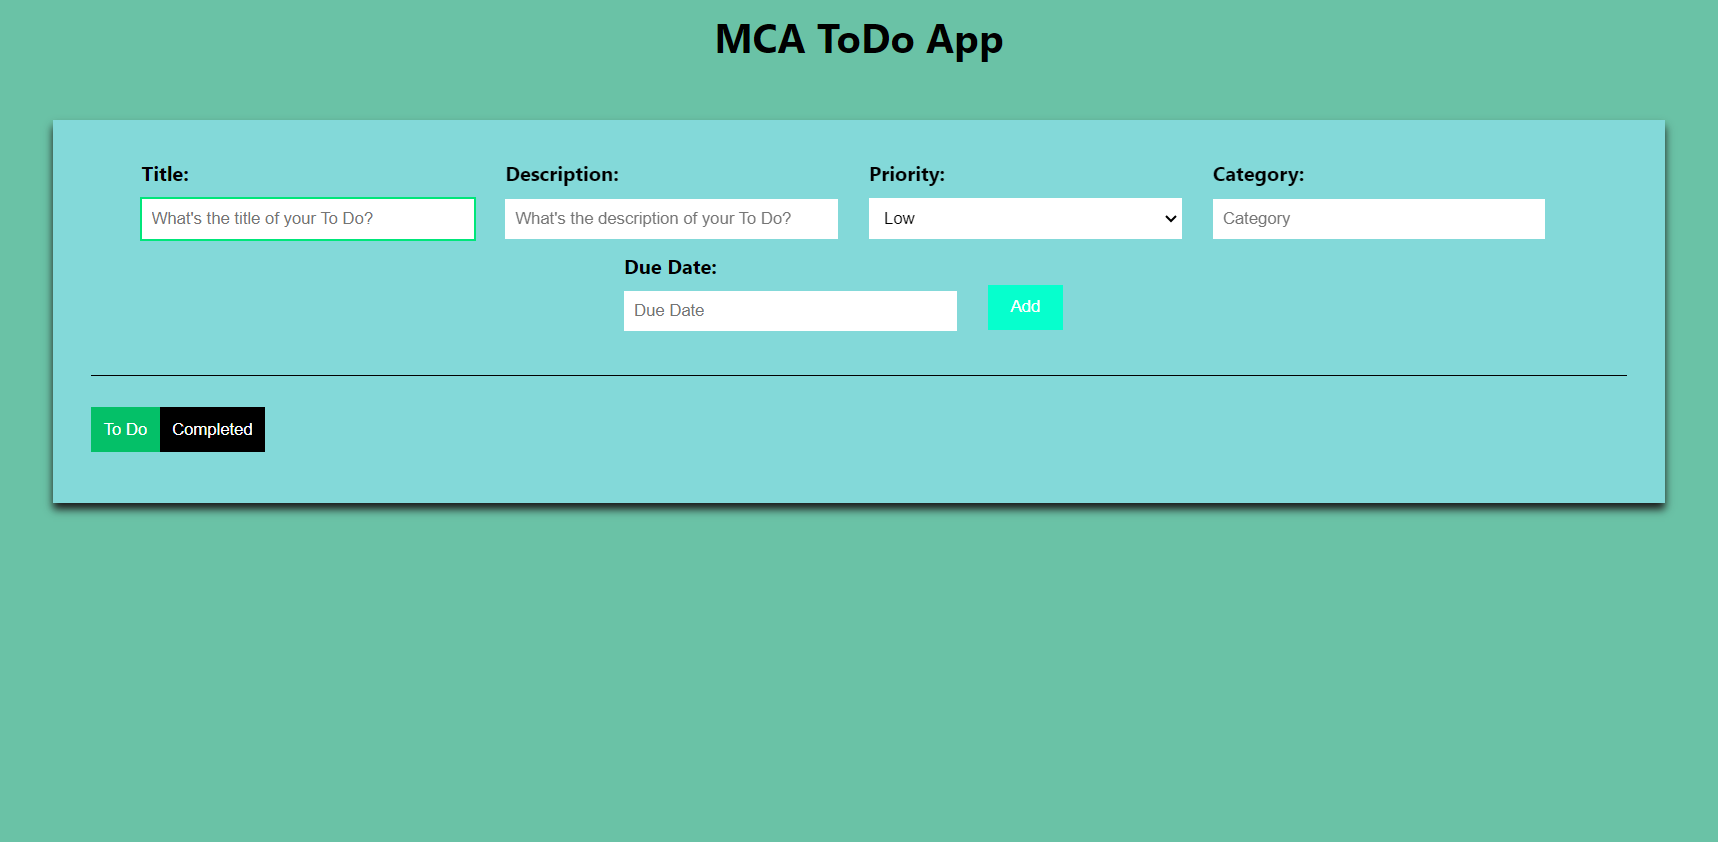 MCA ToDo App
Title: Description: Priority: Category:
What's the title of your To Do? What's the description of your To Do? Low Category
Due Date:
Due Date Add
To Do Completed